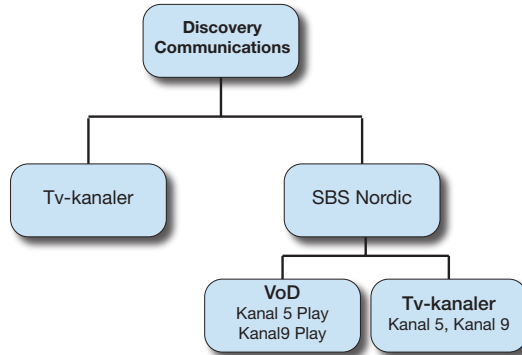 Discovery
Communications
Tv-kanaler
SBS Nordic
VoD
Kanal 5 Play
Kanal9 Play
Tv-kanaler
Kanal 5, Kanal 9